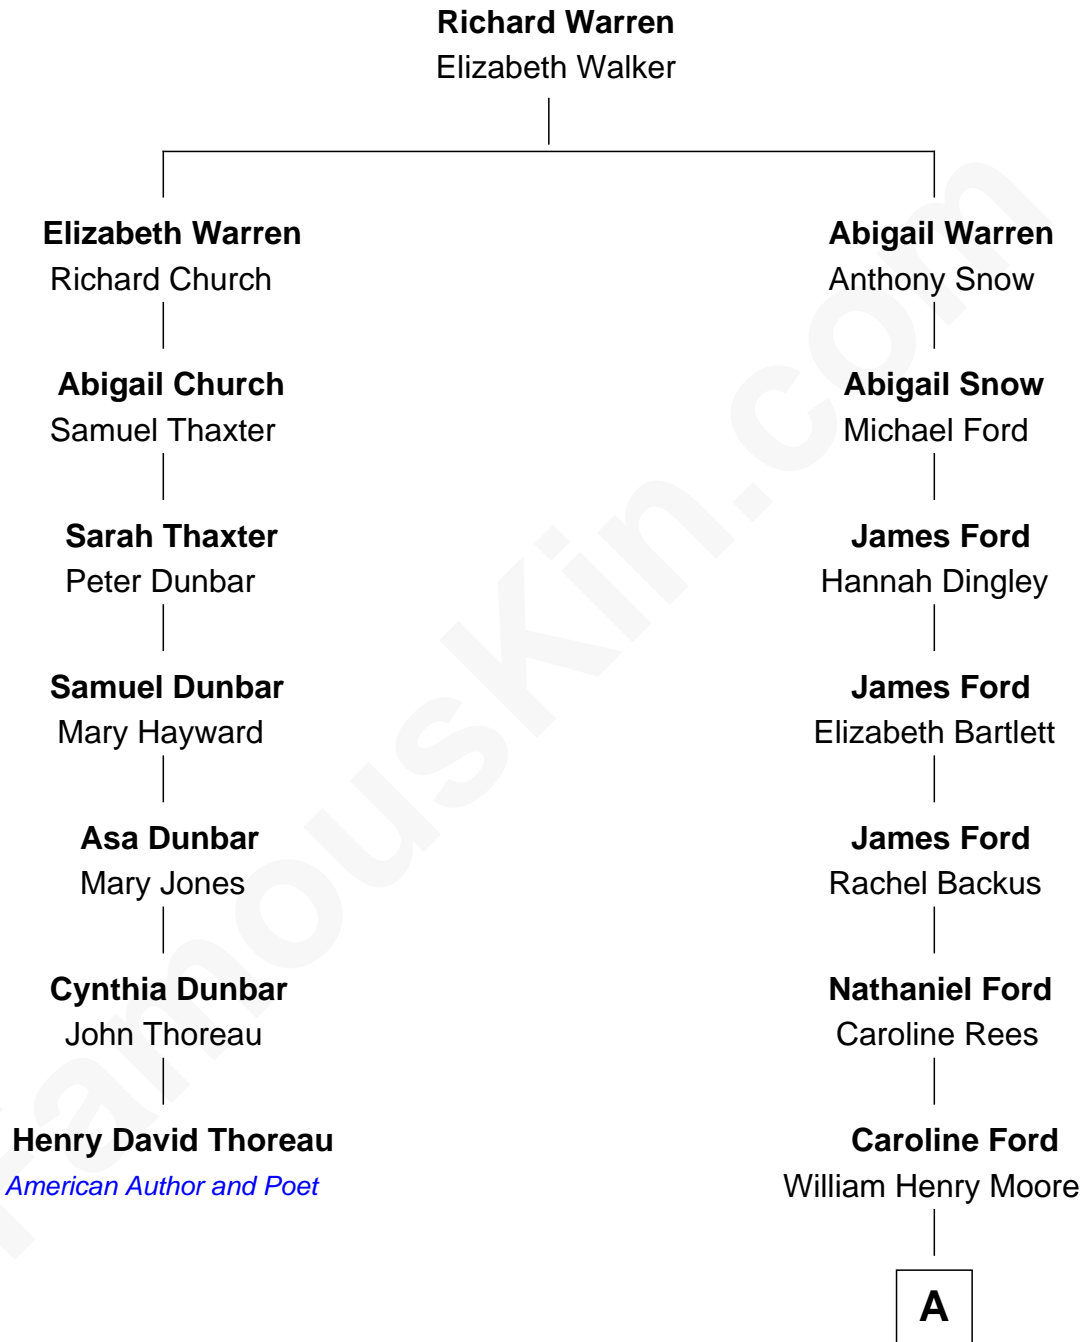 Richard Warren
Elizabeth Walker
Elizabeth Warren
Richard Church
Abigail Warren
Anthony Snow
Abigail Church
Samuel Thaxter
Abigail Snow
Michael Ford
Sarah Thaxter
Peter Dunbar
James Ford
Hannah Dingley
Samuel Dunbar
Mary Hayward
James Ford
Elizabeth Bartlett
Asa Dunbar
Mary Jones
James Ford
Rachel Backus
Cynthia Dunbar
John Thoreau
Nathaniel Ford
Caroline Rees
Henry David Thoreau
American Author and Poet
Caroline Ford
William Henry Moore
A
FamousKin.com